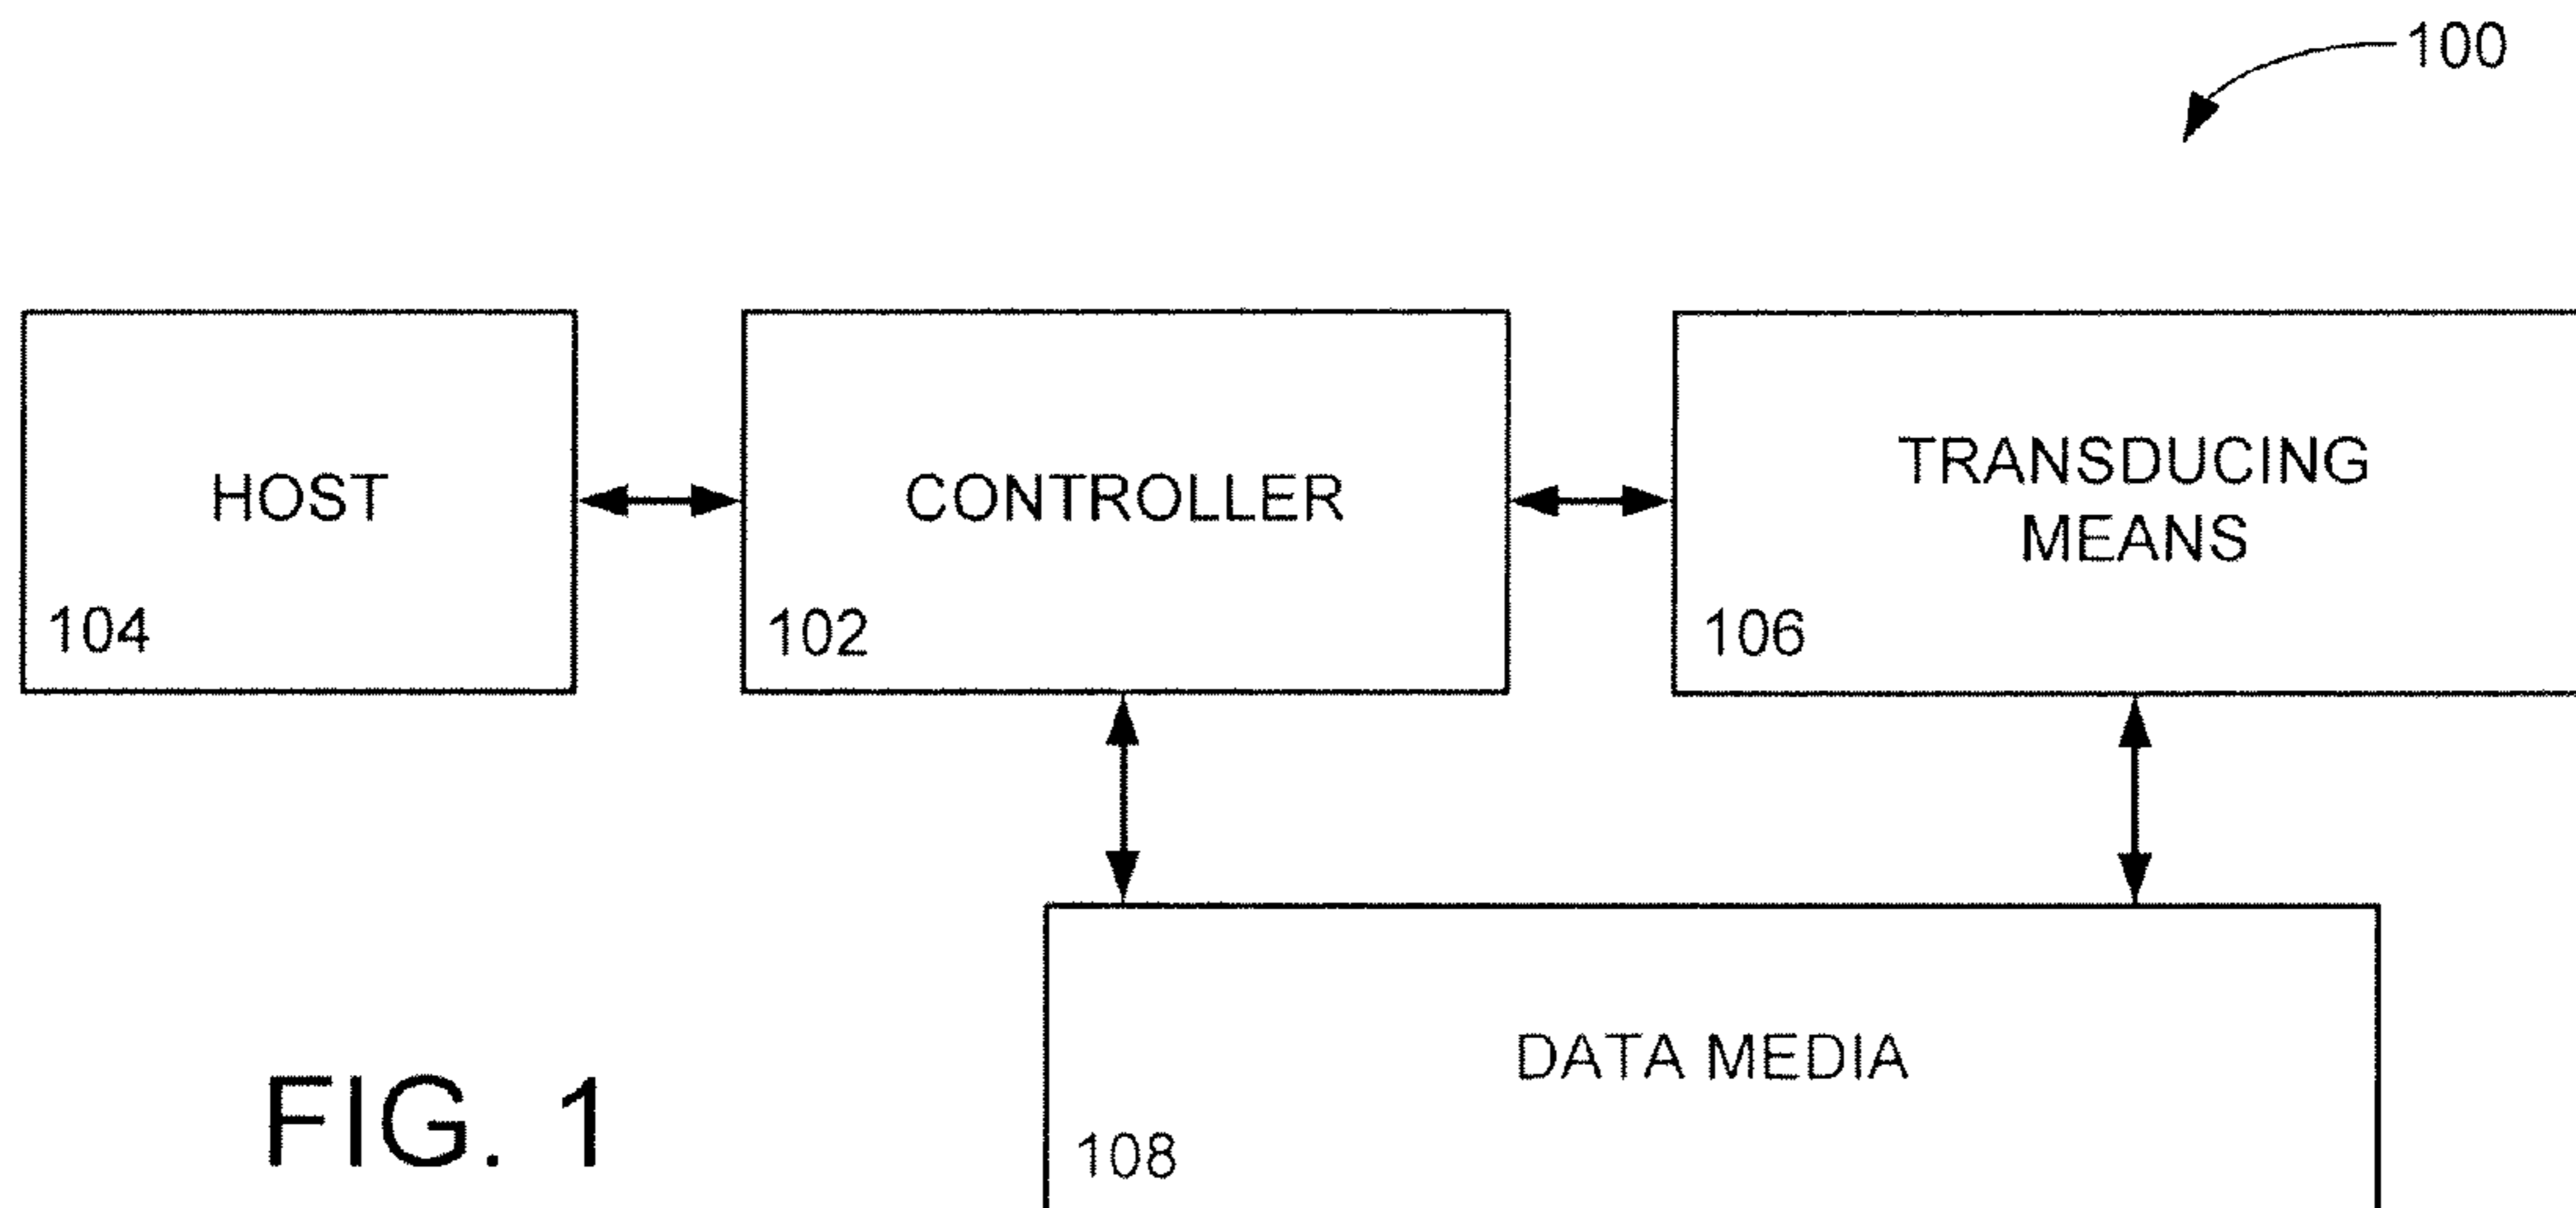 100
HOST
104
CONTROLLER
102
TRANSDUCING
MEANS
106
DATA MEDIA
108
FIG. 1